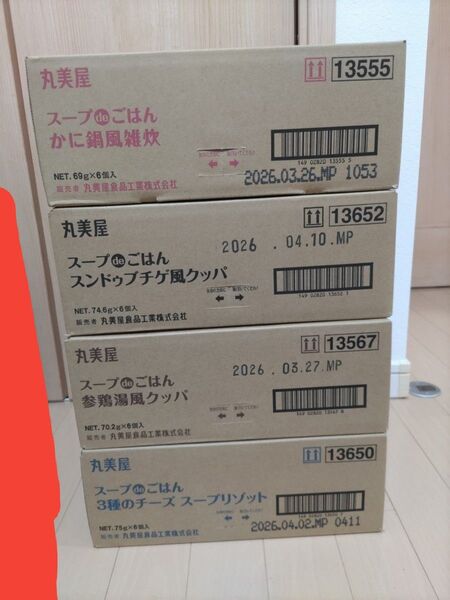 丸美屋
13555
スープdeごはん
かに鍋風雑炊
NET. 69g×6個入
販売者 丸美屋食品工業株式会社
2026.03.26.MP 1053
丸美屋
13652
2026 .04.10.MP
スープdeごはん
スンドゥブチゲ風クッパ
NET. 74.6g×6個入
販売者 丸美屋食品工業株式会社
丸美屋
13567
2026 .03.27.MP
スープdeごはん
参鶏湯風クッパ
NET. 70.2g×6個入
販売者 丸美屋食品工業株式会社
丸美屋
13650
スープdeごはん
3種のチーズ スープリゾット
NET. 75g×6個入
販売者 丸美屋食品工業株式会社
2026.04.02.MP 0411